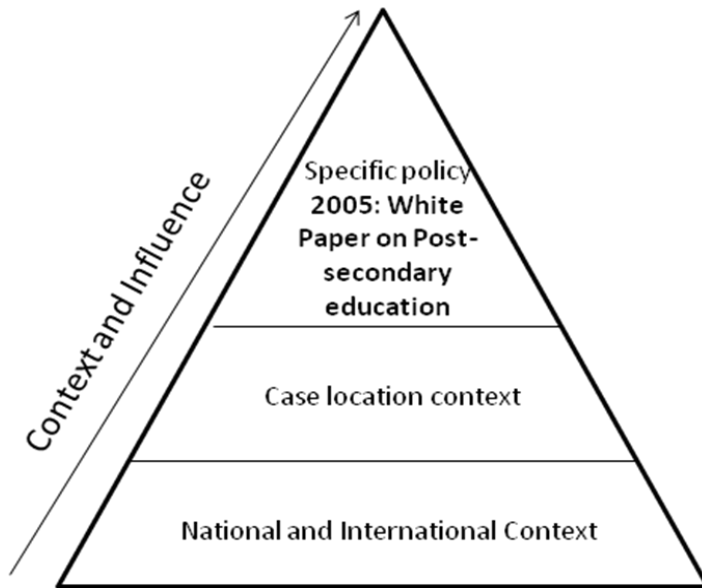 Context and Influence
Specific policy
2005: White
Paper on Post-
secondary
education
Case location context
National and International Context